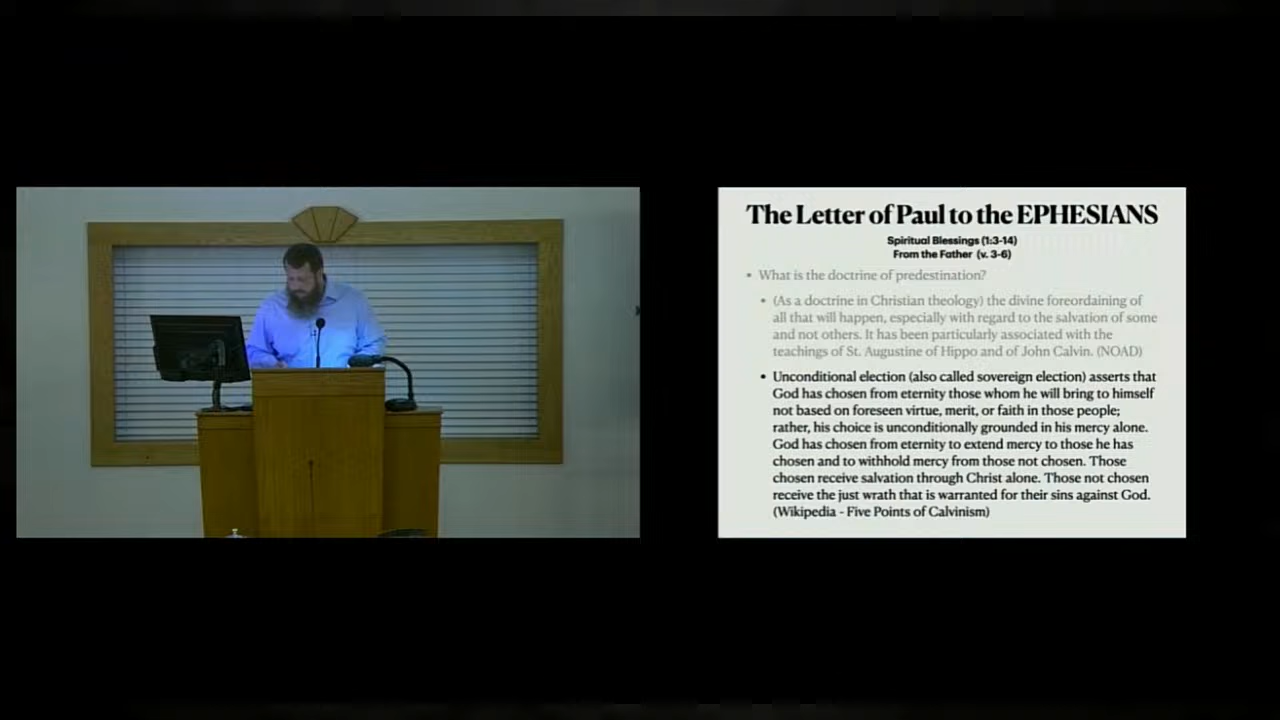 The Letter of Paul to the EPHESIANS
Spiritual Blessings (1:3-14)
From the Father (v. 3-6)
• What is the doctrine of predestination?
• (As a doctrine in Christian theology) the divine foreordaining of
all that will happen, especially with regard to the salvation of some
and not others. It has been particularly associated with the
teachings of St. Augustine of Hippo and of John Calvin. (NOAD)
• Unconditional election (also called sovereign election) asserts that
God has chosen from eternity those whom he will bring to himself
not based on foreseen virtue, merit, or faith in those people;
rather, his choice is unconditionally grounded in his mercy alone.
God has chosen from eternity to extend mercy to those he has
chosen and to withhold mercy from those not chosen. Those
chosen receive salvation through Christ alone. Those not chosen
receive the just wrath that is warranted for their sins against God.
(Wikipedia - Five Points of Calvinism)